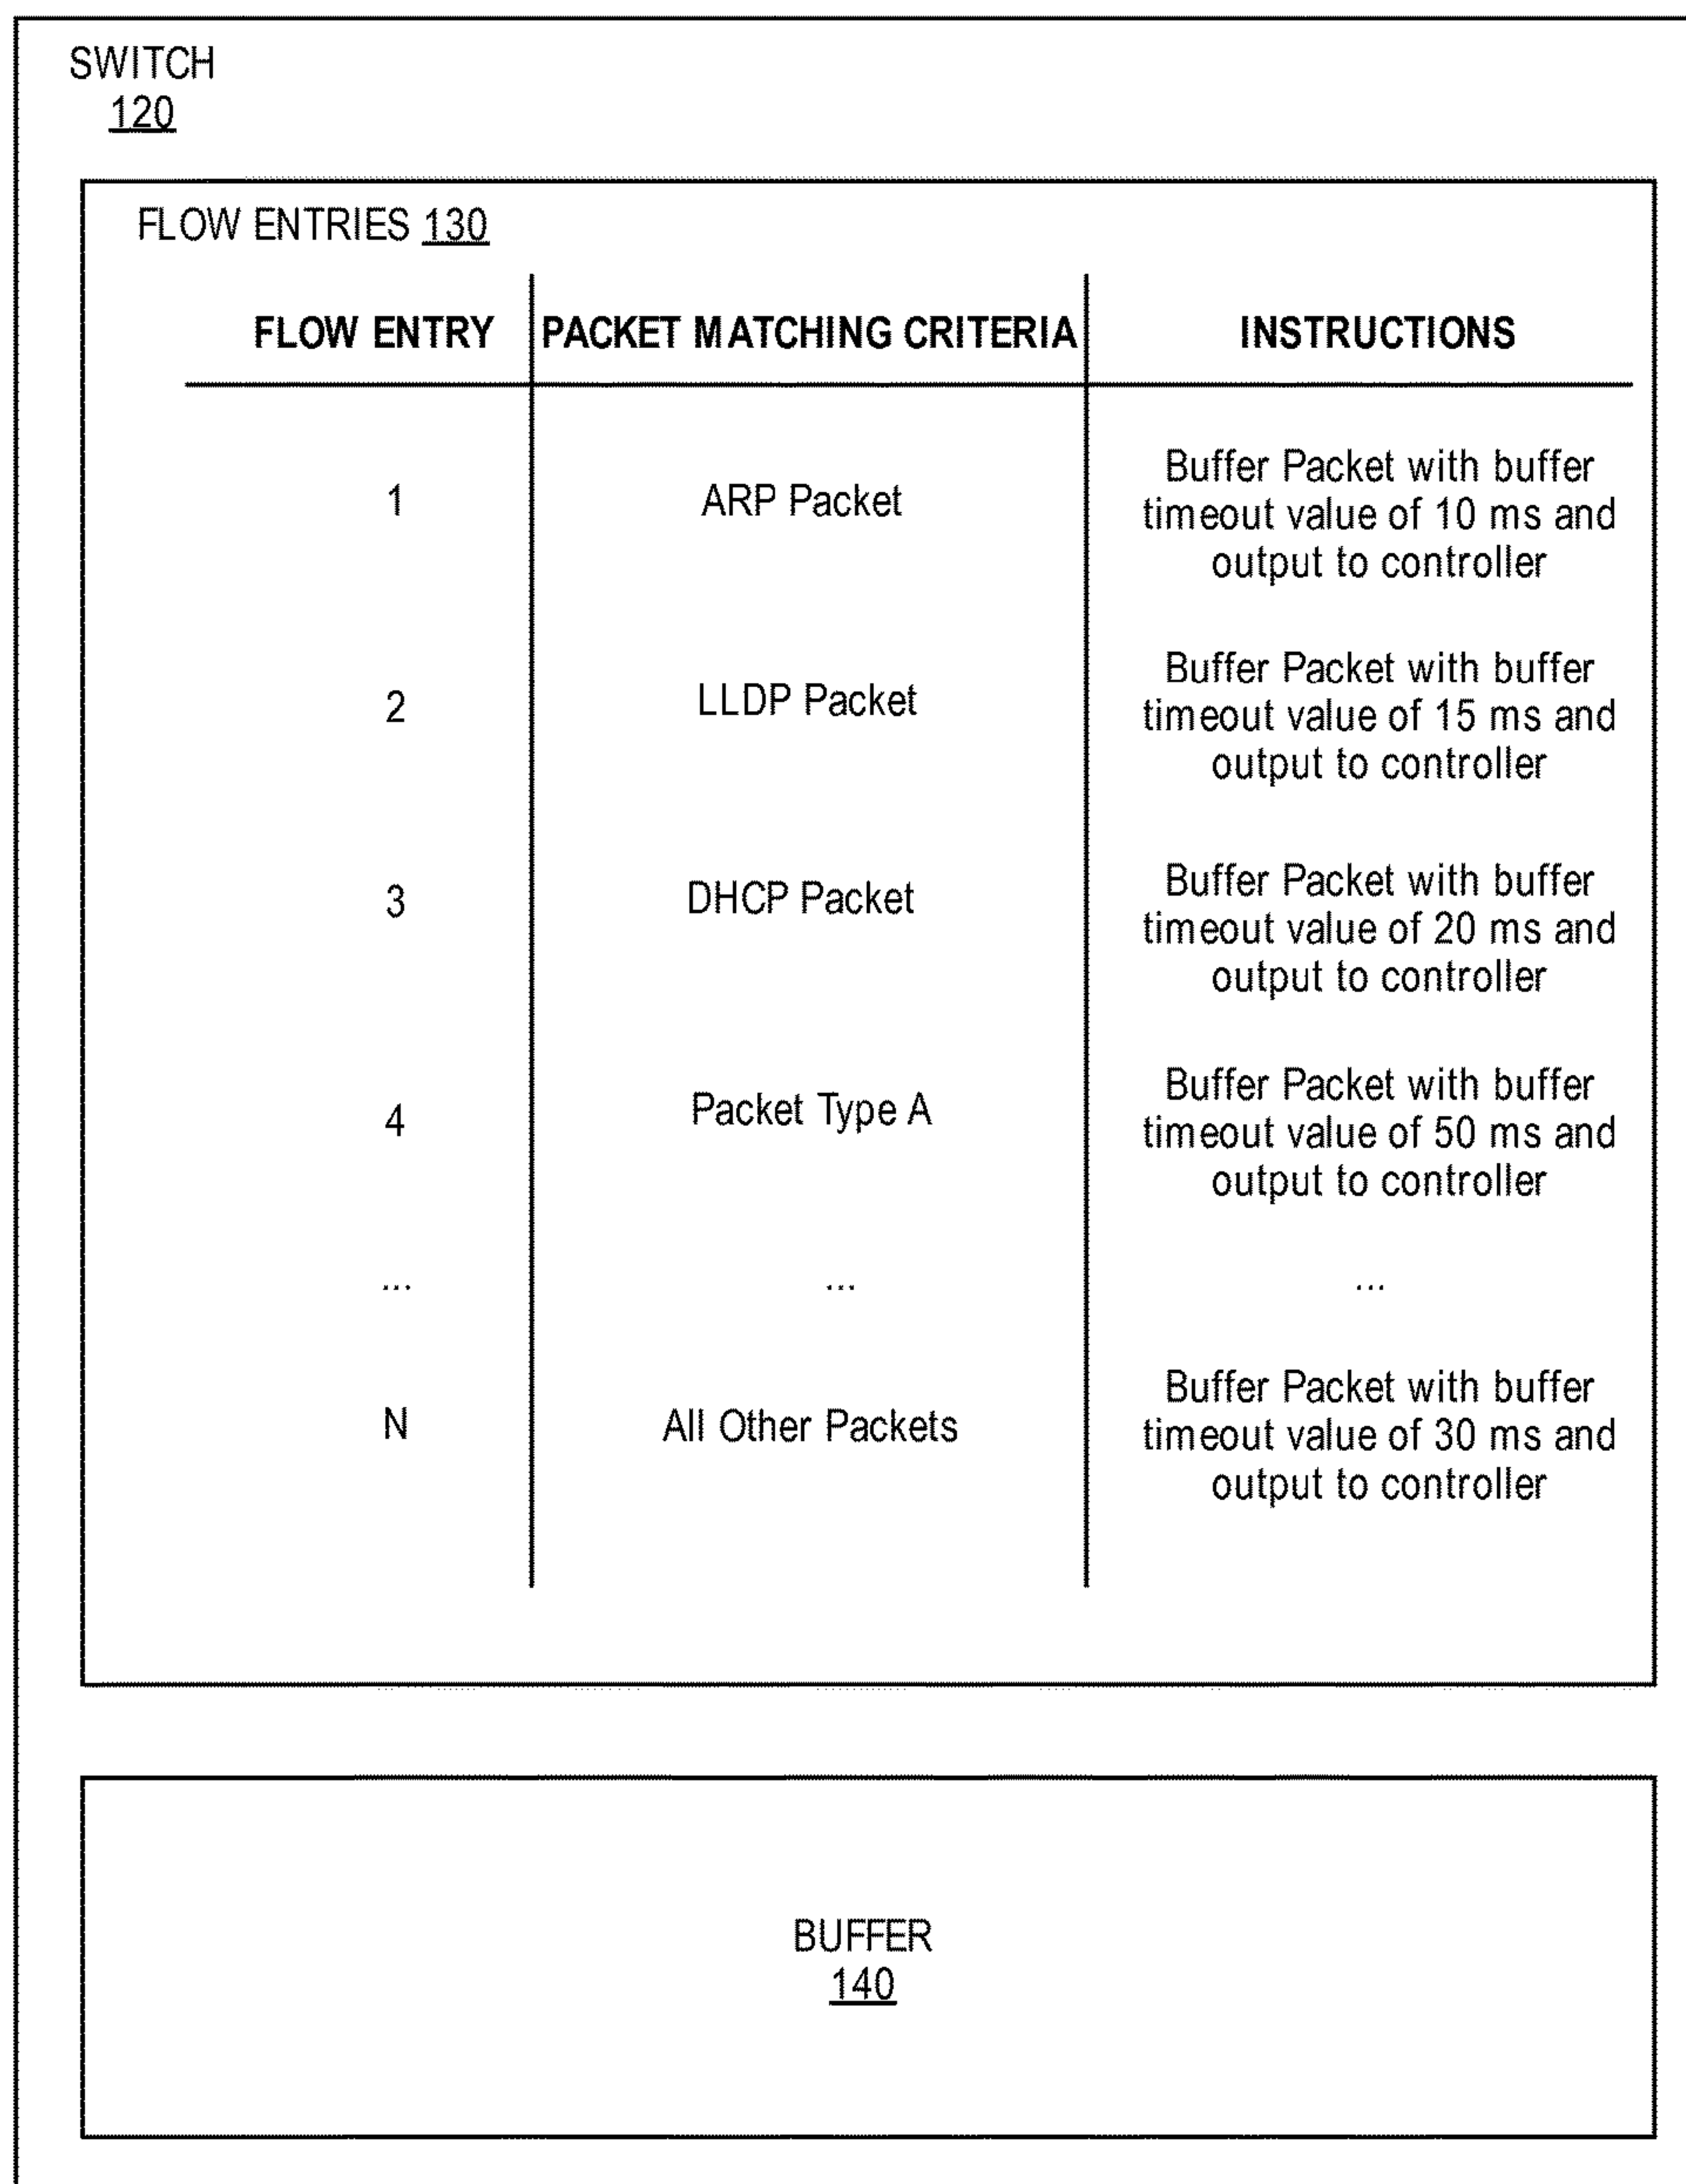 SWITCH
120
FLOW ENTRIES 130
FLOW ENTRY PACKET MATCHING CRITERIA INSTRUCTIONS
1 ARP Packet Buffer Packet with buffer
timeout value of 10 ms and
output to controller
2 LLDP Packet Buffer Packet with buffer
timeout value of 15 ms and
output to controller
3 DHCP Packet Buffer Packet with buffer
timeout value of 20 ms and
output to controller
4 Packet Type A Buffer Packet with buffer
timeout value of 50 ms and
output to controller
... ... ...
N All Other Packets Buffer Packet with buffer
timeout value of 30 ms and
output to controller
BUFFER
140